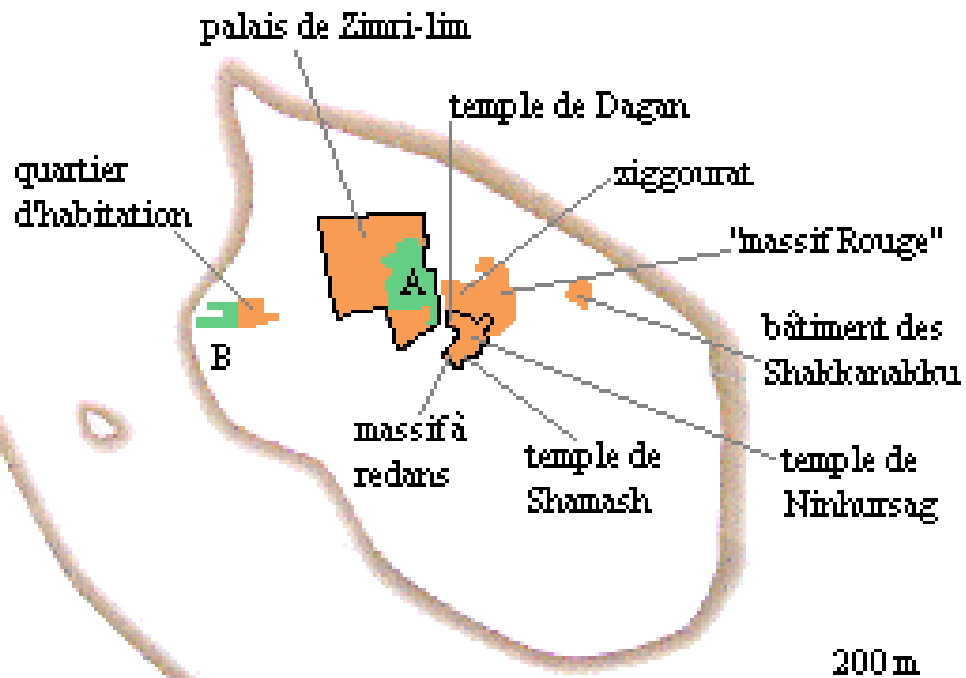 palais de Zimri-lim
temple de Dagan
quartier
d'habitation
ziggourat
"massif Rouge"
A
B
bâtiment des
Shakkanakku
massif à
redans
temple de
Shamash
temple de
Ninhursag
200 m